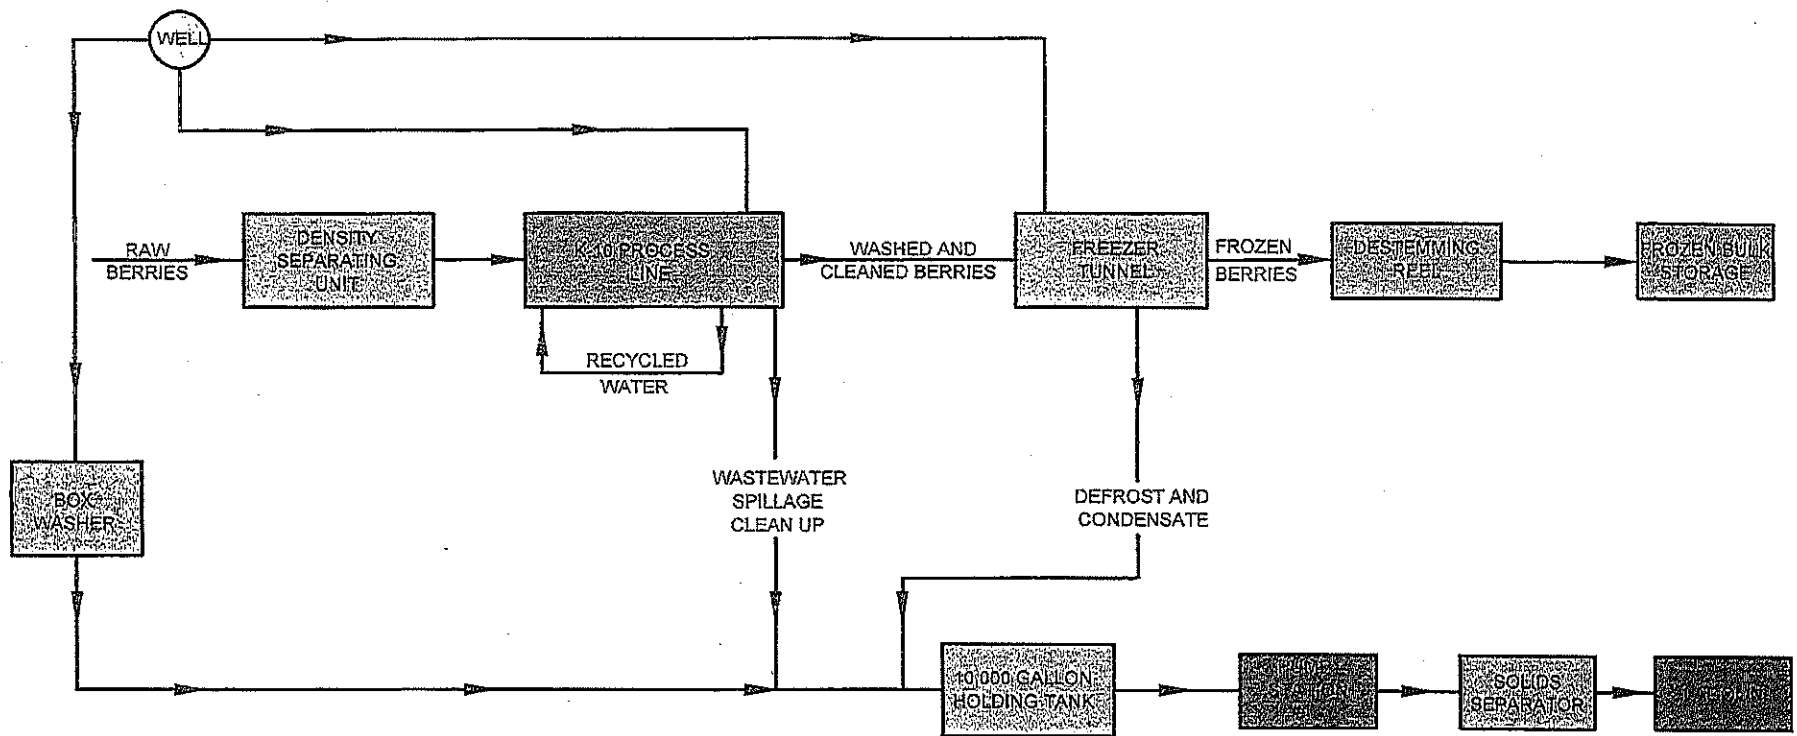 WELL
RAW
BERRIES
DENSITY
SEPARATING
UNIT
K-10 PROCESS
LINE
WASHED AND
CLEANED BERRIES
FREEZER
TUNNEL
FROZEN
BERRIES
DESTEMMING
REEL
FROZEN BULK
STORAGE
RECYCLED
WATER
BOX
WASHER
WASTEWATER
SPILLAGE
CLEAN UP
DEFROST AND
CONDENSATE
10,000 GALLON
HOLDING TANK
PUMP
STATION
SOLIDS
SEPARATOR